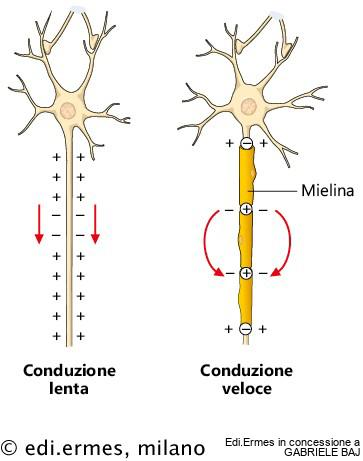 Mielina
Conduzione
lenta
Conduzione
veloce
© edi.ermes, milano
Edi.Ermes in concessione a
GABRIELE BAJ